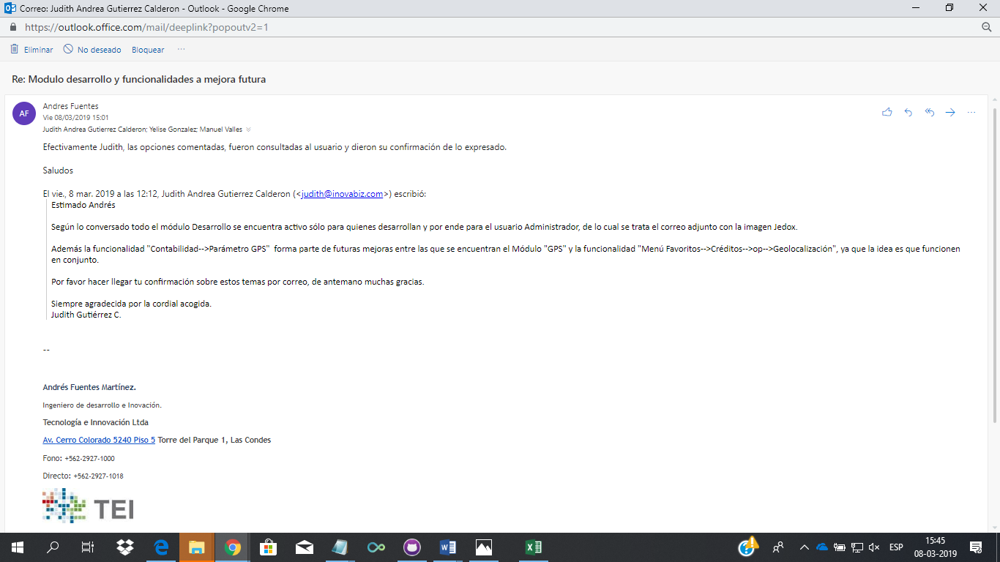 Correo: Judith Andrea Gutierrez Calderon - Outlook - Google Chrome
https://outlook.office.com/mail/deeplink?popoutv2=1
Eliminar No deseado Bloquear ...
Re: Modulo desarrollo y funcionalidades a mejora futura
AF
Andres Fuentes
Vie 08/03/2019 15:01
Judith Andrea Gutierrez Calderon; Yelise Gonzalez; Manuel Valles
Efectivamente Judith, las opciones comentadas, fueron consultadas al usuario y dieron su confirmación de lo expresado.
Saludos
El vie., 8 mar. 2019 a las 12:12, Judith Andrea Gutierrez Calderon (<judith@inovabiz.com>) escribió:
Estimado Andrés
Según lo conversado todo el módulo Desarrollo se encuentra activo sólo para quienes desarrollan y por ende para el usuario Administrador, de lo cual se trata el correo adjunto con la imagen Jedox.
Además la funcionalidad "Contabilidad-->Parámetro GPS" forma parte de futuras mejoras entre las que se encuentran el Módulo "GPS" y la funcionalidad "Menú Favoritos-->Créditos-->op-->Geolocalización", ya que la idea es que funcionen
en conjunto.
Por favor hacer llegar tu confirmación sobre estos temas por correo, de antemano muchas gracias.
Siempre agradecida por la cordial acogida.
Judith Gutiérrez C.
--
Andrés Fuentes Martínez.
Ingeniero de desarrollo e Inovación.
Tecnología e Innovación Ltda
Av. Cerro Colorado 5240 Piso 5 Torre del Parque 1, Las Condes
Fono: +562-2927-1000
Directo: +562-2927-1018
TEI
ESP
15:45
08-03-2019